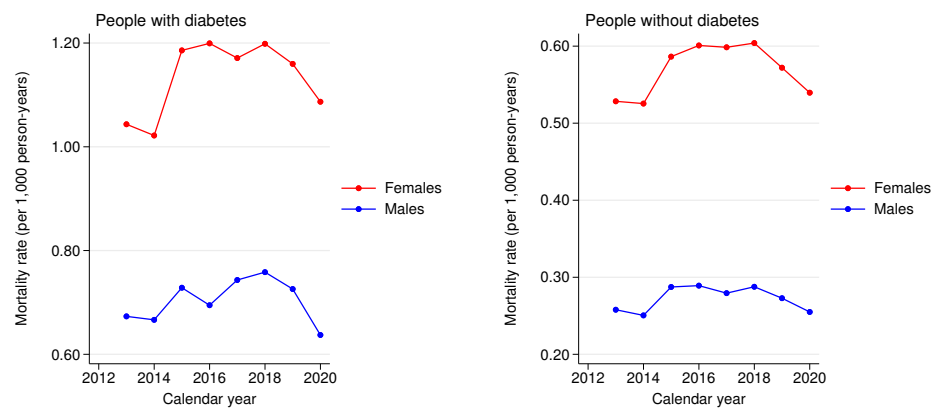 People with diabetes
Mortality rate (per 1,000 person-years)
1.20
1.00
0.80
0.60
2012 2014 2016 2018 2020
Calendar year
Females
Males
People without diabetes
Mortality rate (per 1,000 person-years)
0.60
0.50
0.40
0.30
0.20
2012 2014 2016 2018 2020
Calendar year
Females
Males